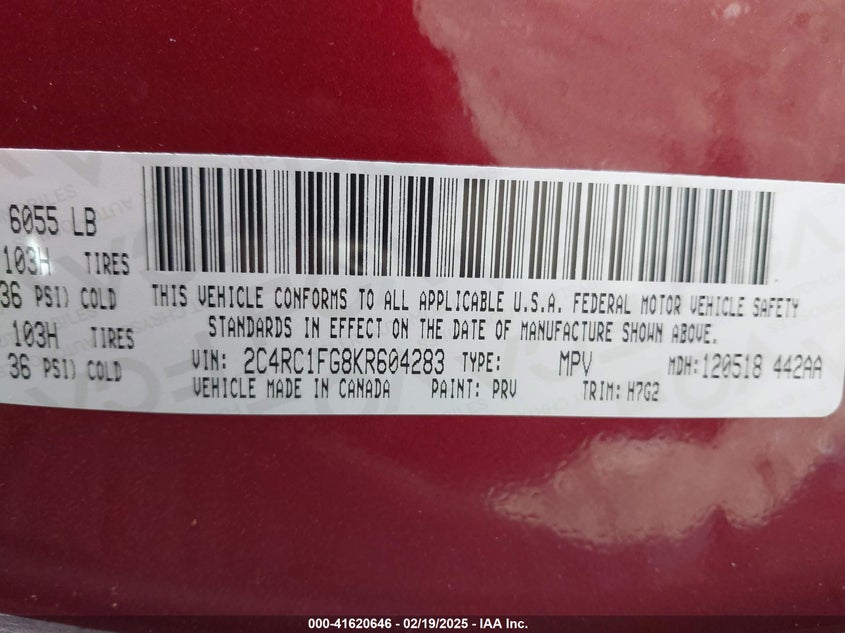 6055 LB
103H TIRES
36 PSI) COLD
103H TIRES
36 PSI) COLD
THIS VEHICLE CONFORMS TO ALL APPLICABLE U.S.A. FEDERAL MOTOR VEHICLE SAFETY
STANDARDS IN EFFECT ON THE DATE OF MANUFACTURE SHOWN ABOVE.
VIN: 2C4RC1FG8KR604283 TYPE: MPV MDH:120518 442AA
VEHICLE MADE IN CANADA PAINT: PRV TRIM: H7G2
000-41620646 - 02/19/2025 - IAA Inc.